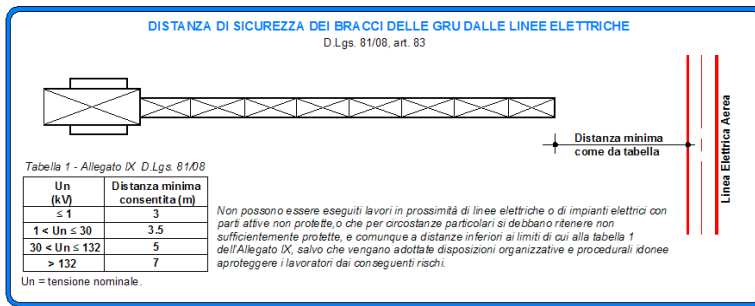 DISTANZA DI SICUREZZA DEI BRACCI DELLE GRU DALLE LINEE ELETTRICHE
D.Lgs. 81/08, art. 83
Distanza minima
come da tabella
Linea Elettrica Aerea
Tabella 1 - Allegato IX D.Lgs. 81/08
Un
(kV)
Distanza minima
consentita (m)
≤ 1
3
1 < Un ≤ 30
3.5
30 < Un ≤ 132
5
> 132
7
Un = tensione nominale.
Non possono essere eseguiti lavori in prossimità di linee elettriche o di impianti elettrici con
parti attive non protette, o che per circostanze particolari si debbano ritenere non
sufficientemente protette, e comunque a distanze inferiori ai limiti di cui alla tabella 1
dell'Allegato IX, salvo che vengano adottate disposizioni organizzative e procedurali idonee
aproteggere i lavoratori dai conseguenti rischi.